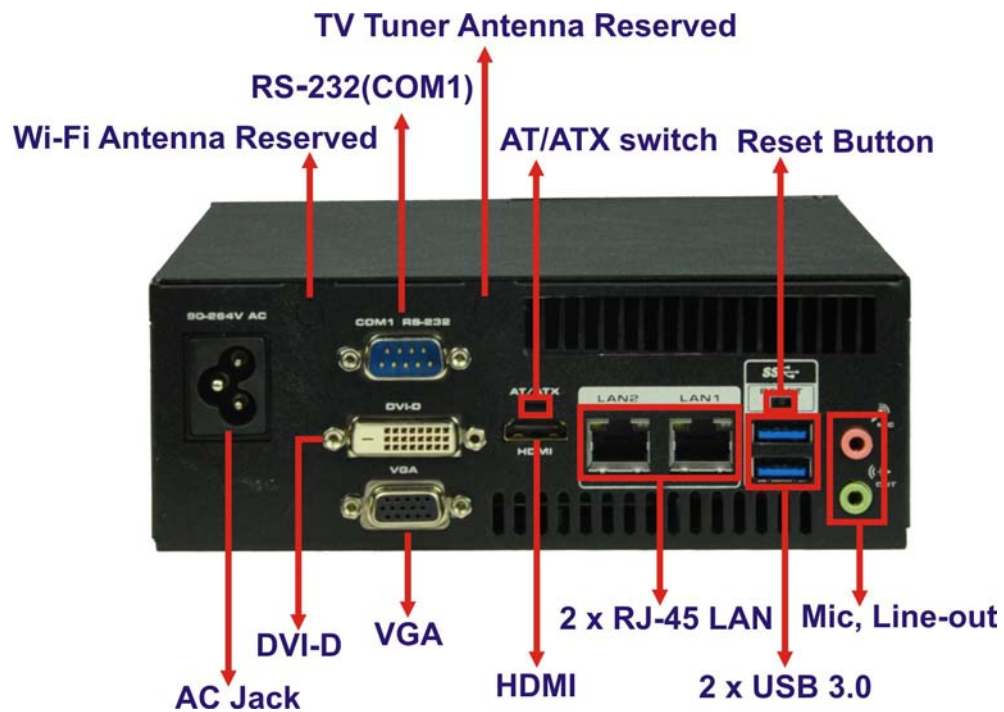 TV Tuner Antenna Reserved
RS-232(COM1)
Wi-Fi Antenna Reserved
AT/ATX switch
Reset Button
90-264V AC
COM1 RS-232
AT/ATX
LAN2
LAN1
DVI-D
HDMI
VGA
OUT
2 x RJ-45 LAN
Mic, Line-out
DVI-D
VGA
HDMI
2 x USB 3.0
AC Jack